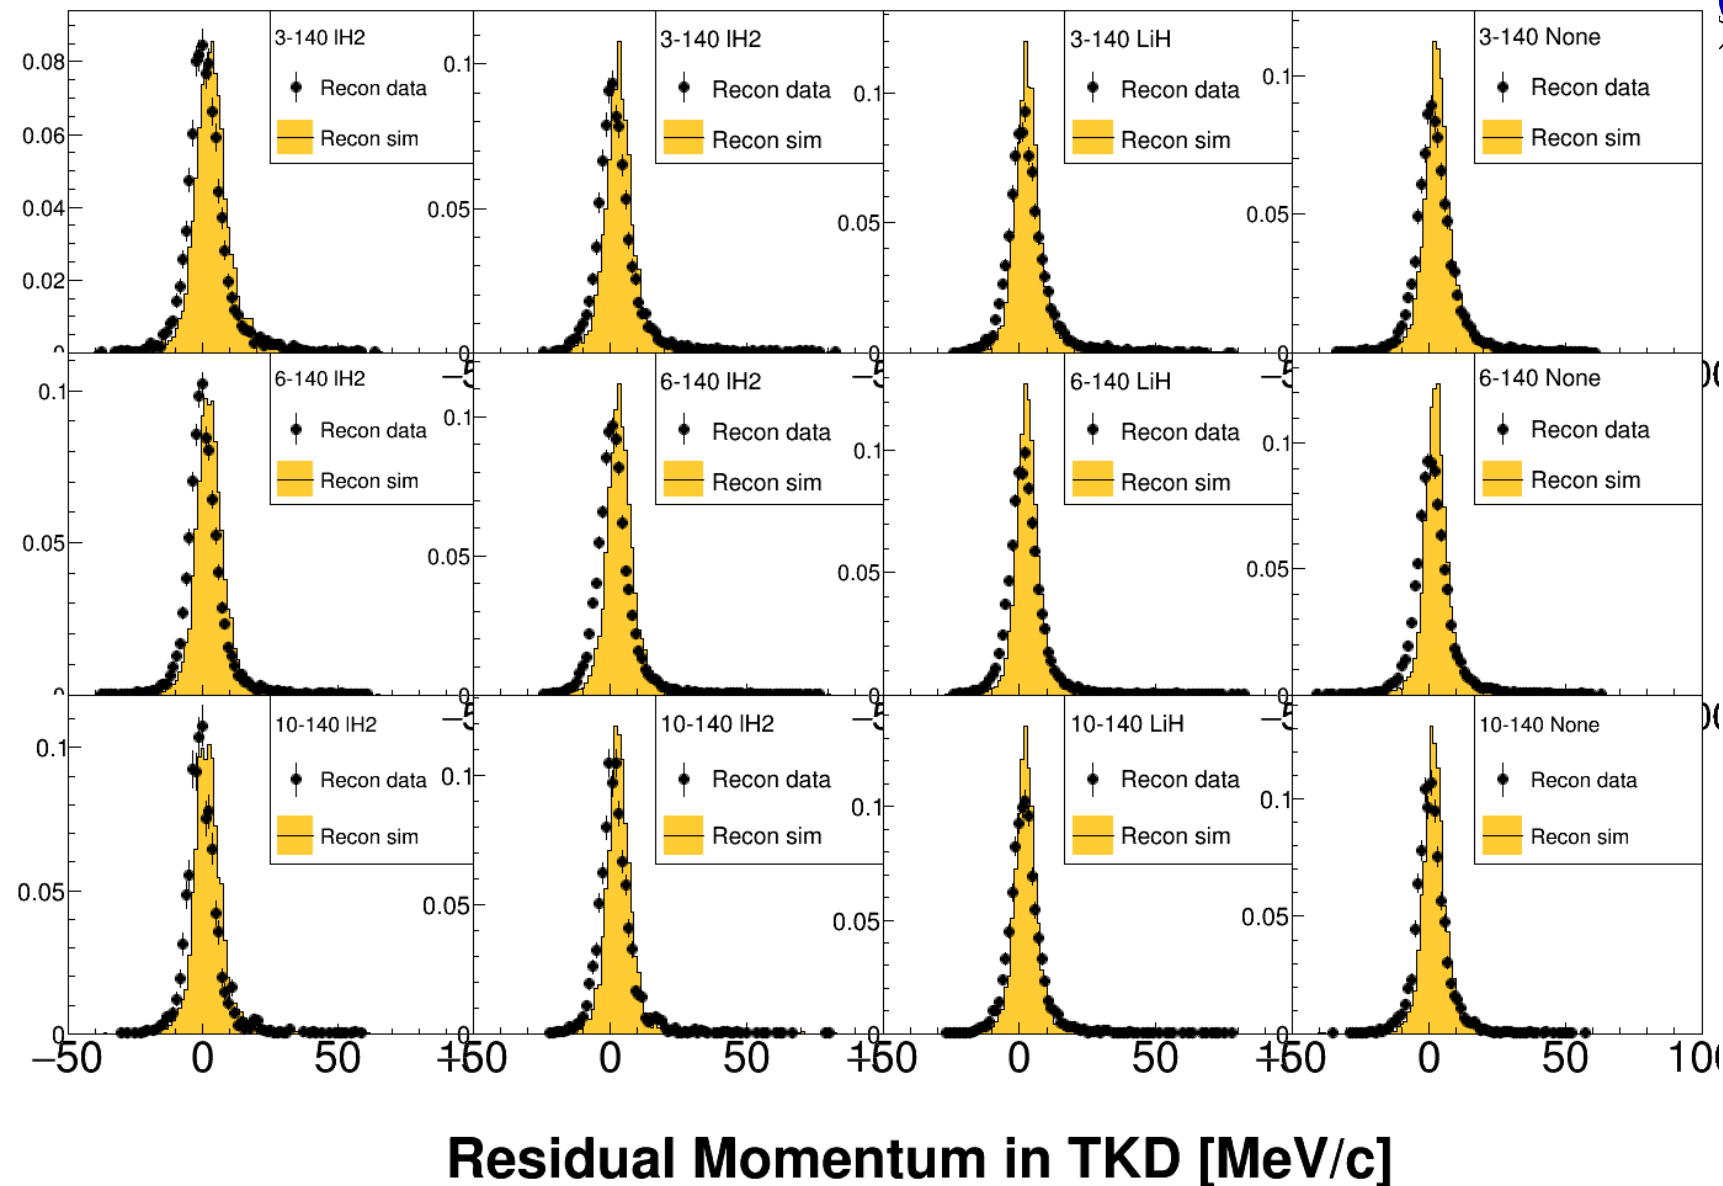 3-140 lH2
Recon data
Recon sim
3-140 lH2
Recon data
Recon sim
3-140 LiH
Recon data
Recon sim
3-140 None
Recon data
Recon sim
0.08
0.06
0.04
0.02
0
0.1
0.05
0
0.1
0.05
0
0.1
0.05
0
6-140 lH2
Recon data
Recon sim
6-140 lH2
Recon data
Recon sim
6-140 LiH
Recon data
Recon sim
6-140 None
Recon data
Recon sim
0.1
0.05
0
0.1
0.05
0
0.1
0.05
0
0.1
0.05
0
10-140 lH2
Recon data
Recon sim
10-140 lH2
Recon data
Recon sim
10-140 LiH
Recon data
Recon sim
10-140 None
Recon data
Recon sim
0.1
0.05
0
0.1
0.05
0
0.1
0.05
0
0.1
0.05
0
−50 0 50 0 50 0 50 0 50
Residual Momentum in TKD [MeV/c]